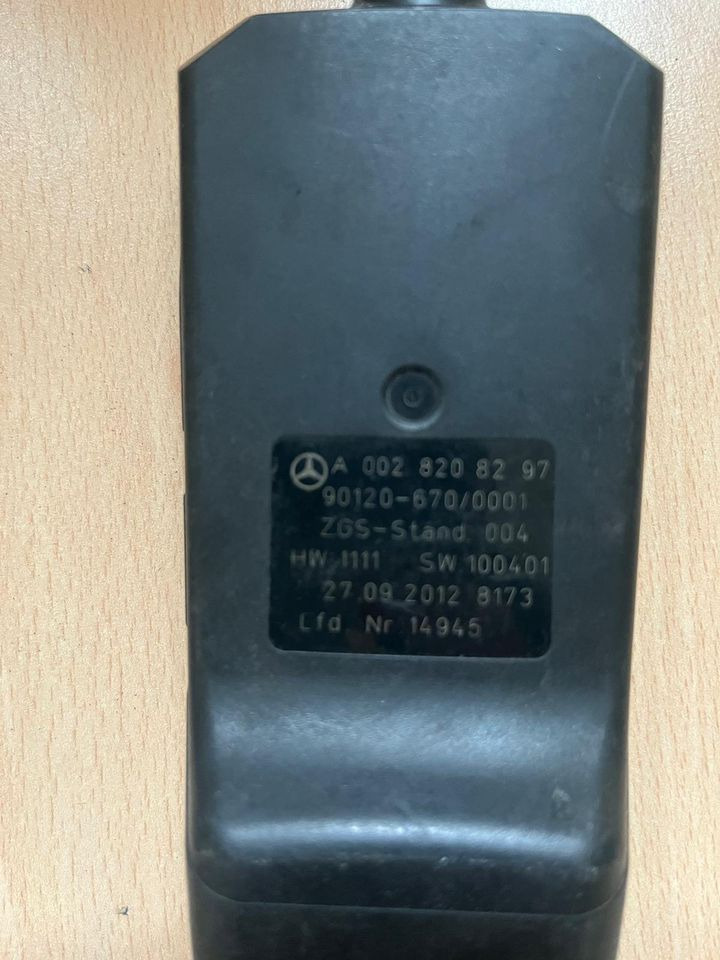 A 002 820 82 97
90120-670/0001
ZGS-Stand 004
HW 1111 SW 100401
27.09.2012 8173
Lfd. Nr 14945